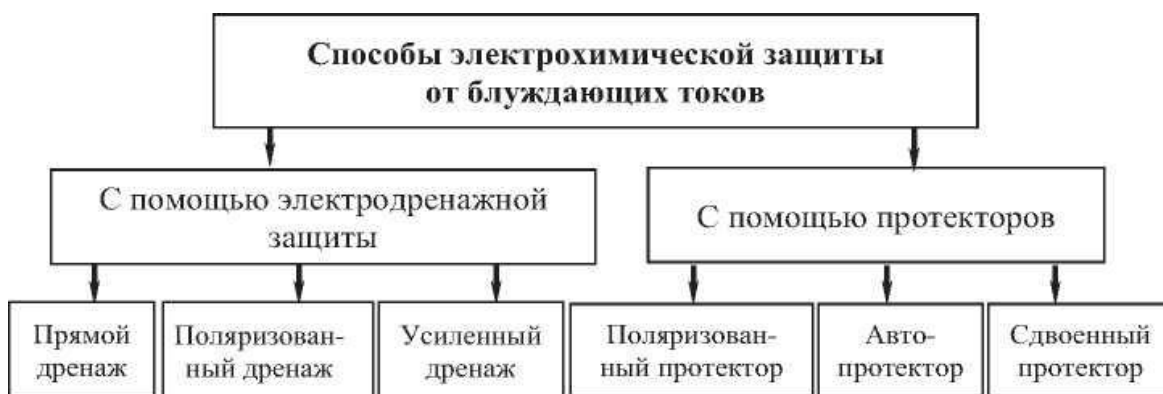 Способы электрохимической защиты
от блуждающих токов
С помощью электродренажной
защиты
С помощью протекторов
Прямой
дренаж
Поляризован-
ный дренаж
Усиленный
дренаж
Поляризован-
ный протектор
Авто-
протектор
Сдвоенный
протектор